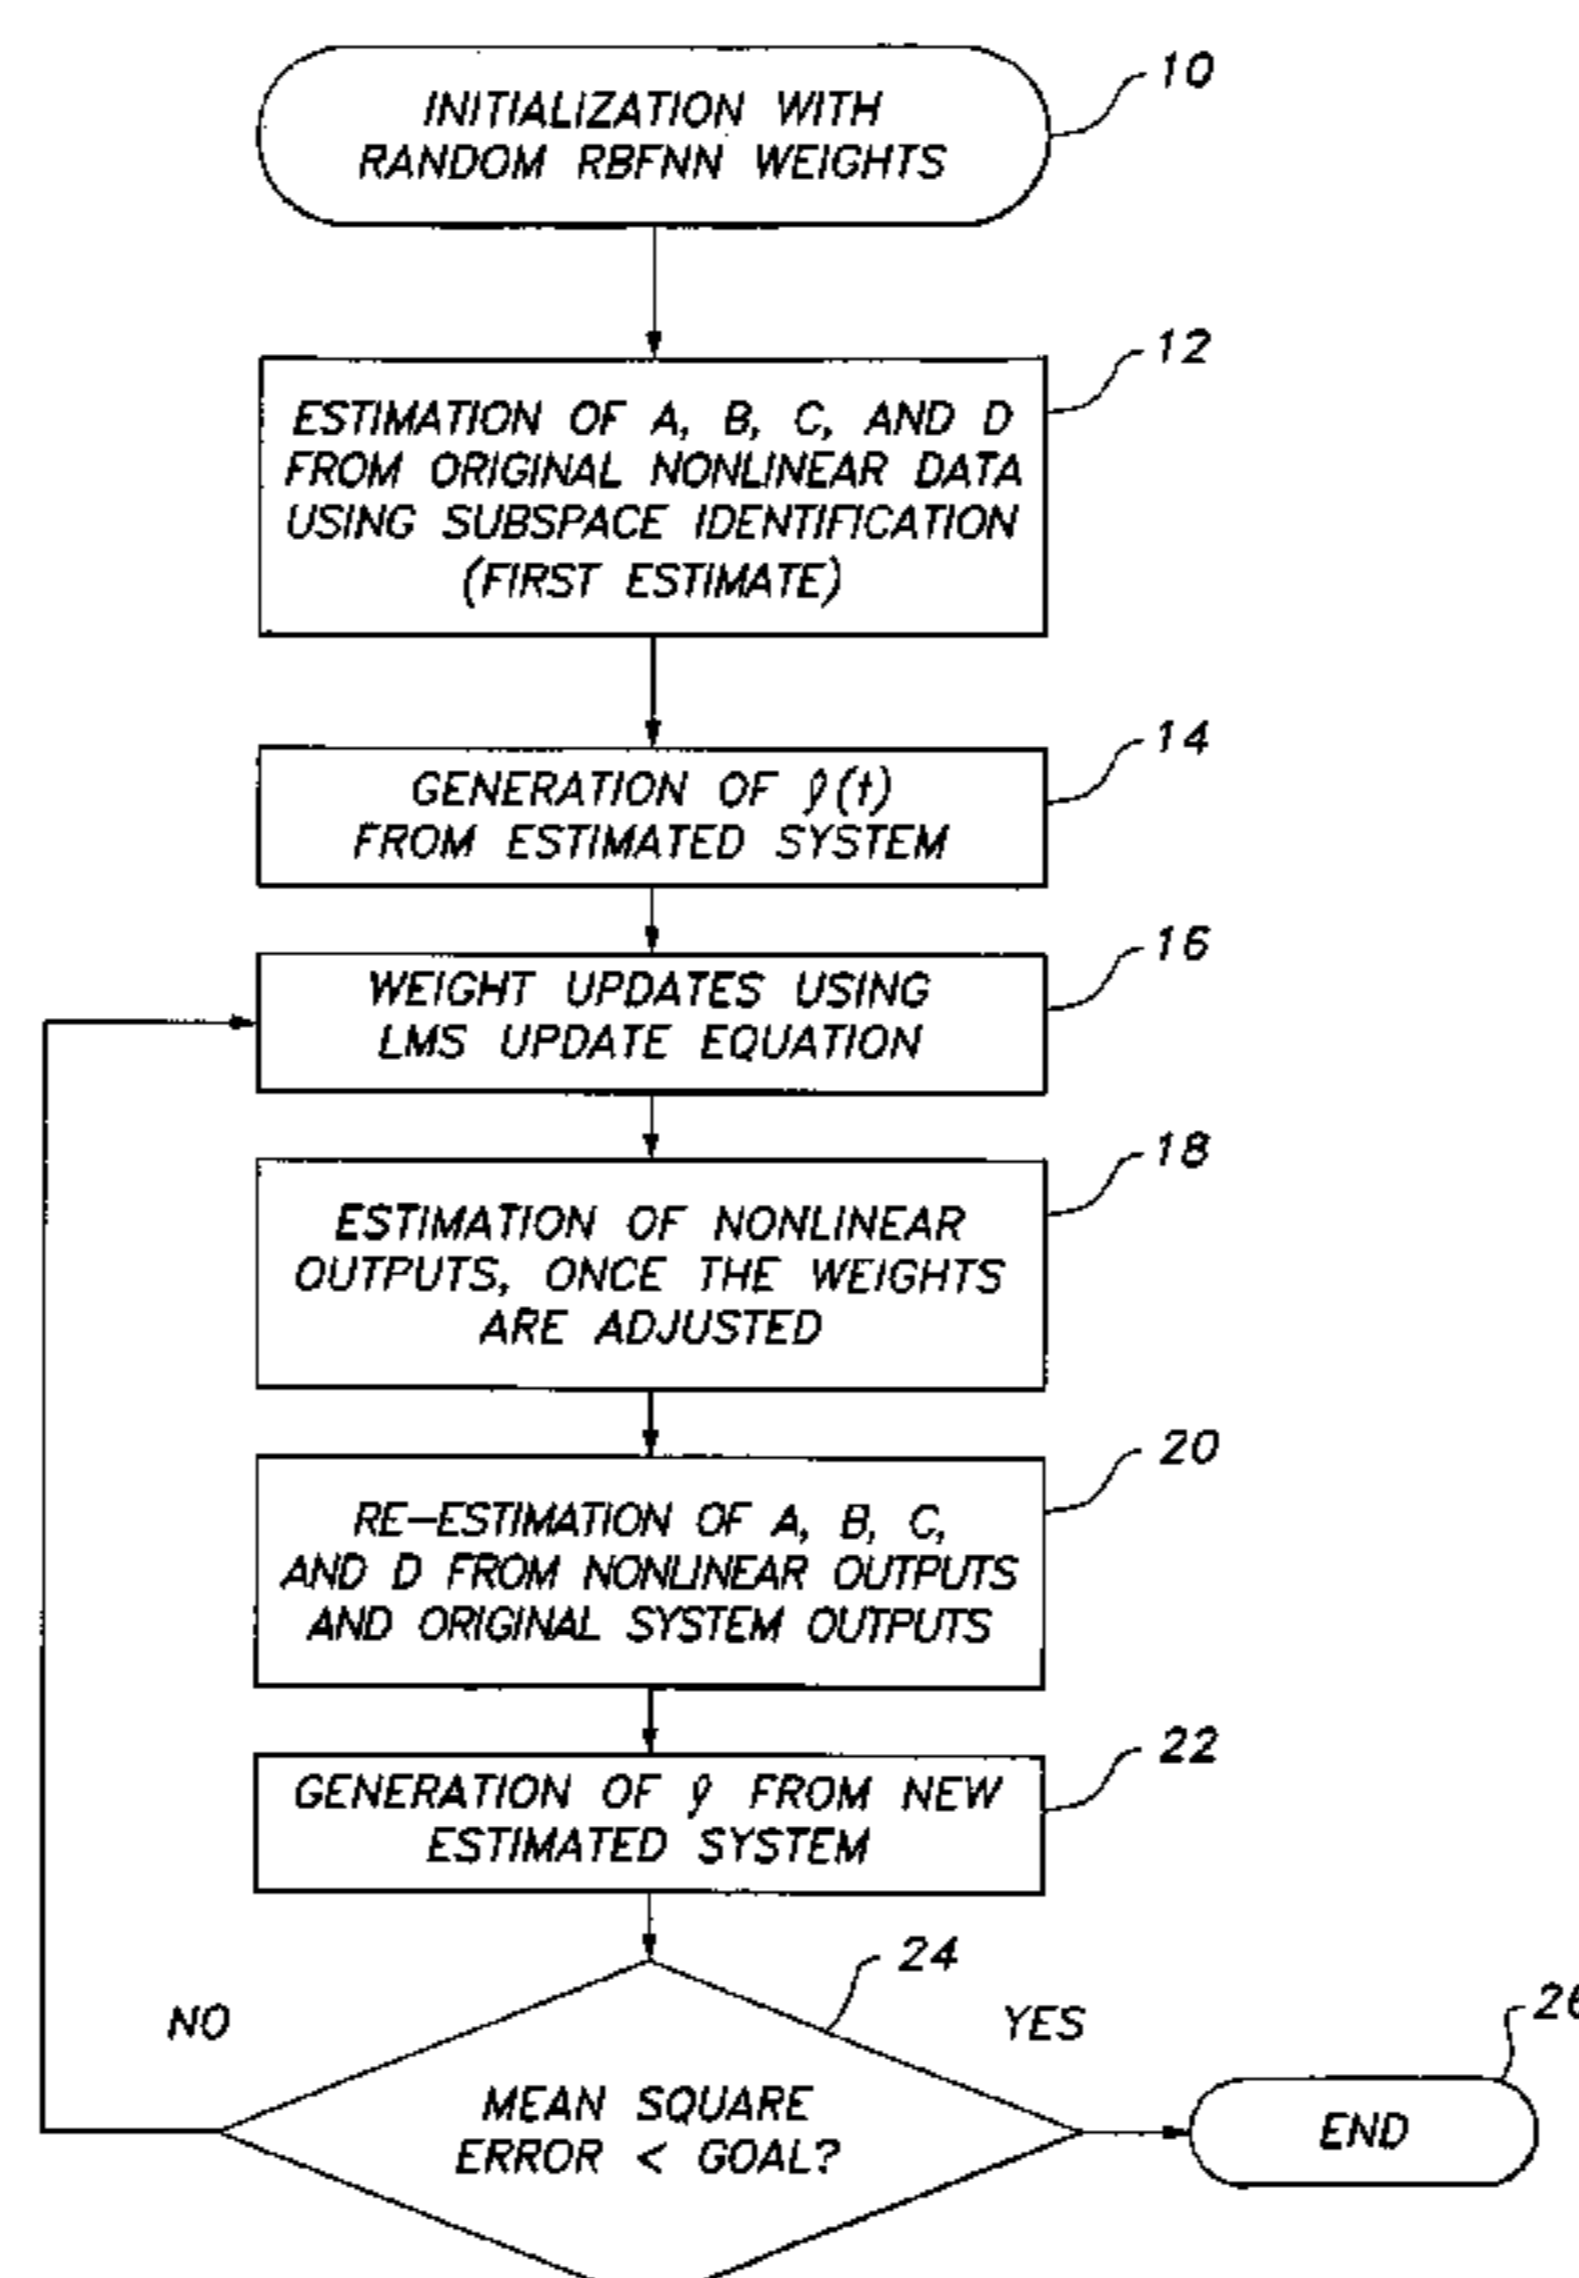 10
INITIALIZATION WITH
RANDOM RBFNN WEIGHTS
12
ESTIMATION OF A, B, C, AND D
FROM ORIGINAL NONLINEAR DATA
USING SUBSPACE IDENTIFICATION
(FIRST ESTIMATE)
14
GENERATION OF ŷ(t)
FROM ESTIMATED SYSTEM
16
WEIGHT UPDATES USING
LMS UPDATE EQUATION
18
ESTIMATION OF NONLINEAR
OUTPUTS, ONCE THE WEIGHTS
ARE ADJUSTED
20
RE-ESTIMATION OF A, B, C,
AND D FROM NONLINEAR OUTPUTS
AND ORIGINAL SYSTEM OUTPUTS
22
GENERATION OF ŷ FROM NEW
ESTIMATED SYSTEM
24
NO
YES
26
MEAN SQUARE
ERROR < GOAL?
END